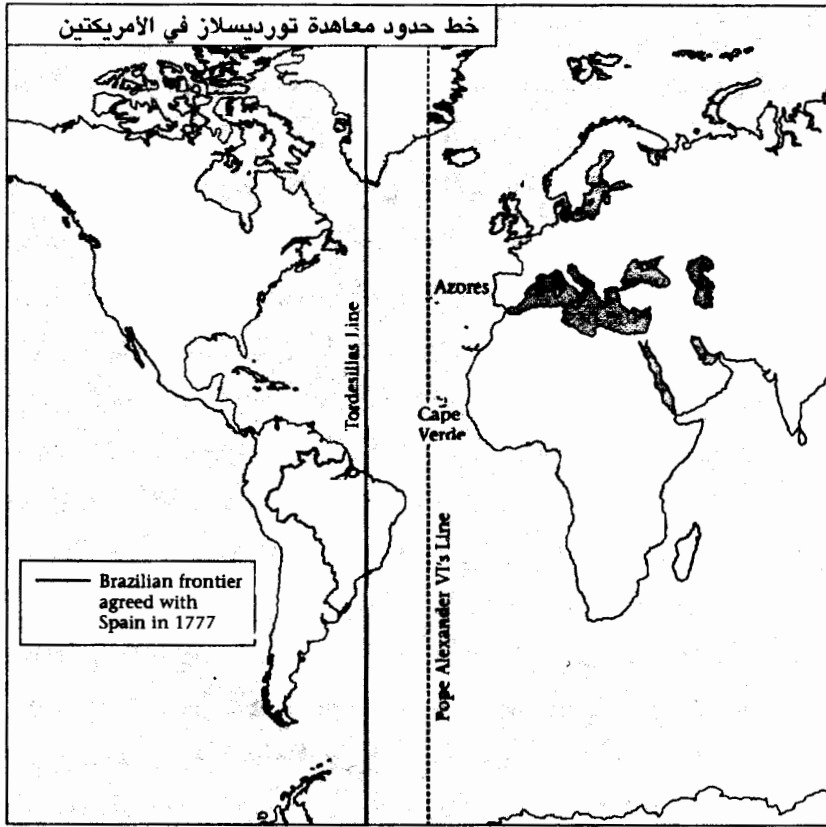 خط حدود معاهدة تورديسلاز في الأمريكتين
Azores
Tordesillas Line
Cape
Verde
Pope Alexander VI's Line
Brazilian frontier
agreed with
Spain in 1777